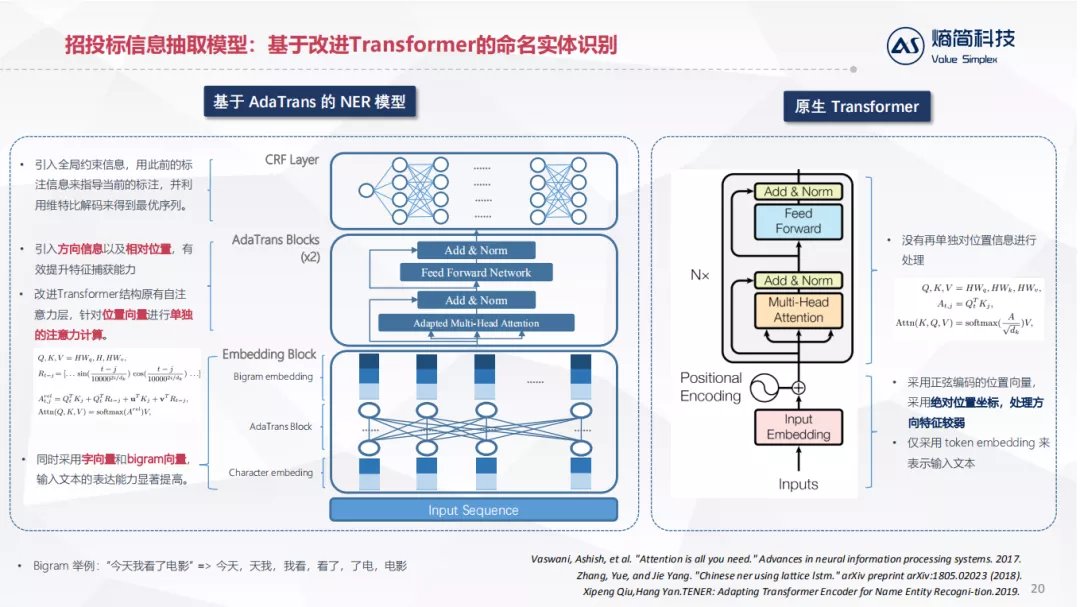 招投标信息抽取模型：基于改进Transformer的命名实体识别
熵简科技
Value Simplex
基于 AdaTrans 的 NER 模型
• 引入全局约束信息，用此前的标
注信息来指导当前的标注，并利
用维特比解码来得到最优序列。
• 引入方向信息以及相对位置，有
效提升特征捕获能力
• 改进Transformer结构原有自注
意力层，针对位置向量进行单独
的注意力计算。
Q, K, V = HW_q, H, HW_v,
R_{t-j} = [... sin(\frac{t-j}{10000^{2i/d_k}}) cos(\frac{t-j}{10000^{2i/d_k}}) ...]
A^{rel}_{t,j} = Q_t^T K_j + Q_t^T R_{t-j} + u^T K_j + v^T R_{t-j},
Attn(Q, K, V) = softmax(A^{rel})V,
• 同时采用字向量和bigram向量，
输入文本的表达能力显著提高。
CRF Layer
......
......
AdaTrans Blocks
(x2)
Add & Norm
Feed Forward Network
Add & Norm
Adapted Multi-Head Attention
Embedding Block
Bigram embedding
......
AdaTrans Block
......
......
Character embeding
Input Sequence
原生 Transformer
Add & Norm
Feed
Forward
N×
Add & Norm
Multi-Head
Attention
Positional
Encoding
Input
Embedding
Inputs
• 没有再单独对位置信息进行
处理
Q, K, V = HW_q, HW_k, HW_v,
A_{t,j} = Q_t^T K_j,
Attn(K, Q, V) = softmax(\frac{A}{\sqrt{d_k}})V,
• 采用正弦编码的位置向量，
采用绝对位置坐标，处理方
向特征较弱
• 仅采用 token embedding 来
表示输入文本
• Bigram 举例："今天我看了电影" => 今天，天我，我看，看了，了电，电影
Vaswani, Ashish, et al. "Attention is all you need." Advances in neural information processing systems. 2017.
Zhang, Yue, and Jie Yang. "Chinese ner using lattice lstm." arXiv preprint arXiv:1805.02023 (2018).
Xipeng Qiu,Hang Yan.TENER: Adapting Transformer Encoder for Name Entity Recogni-tion.2019.
20